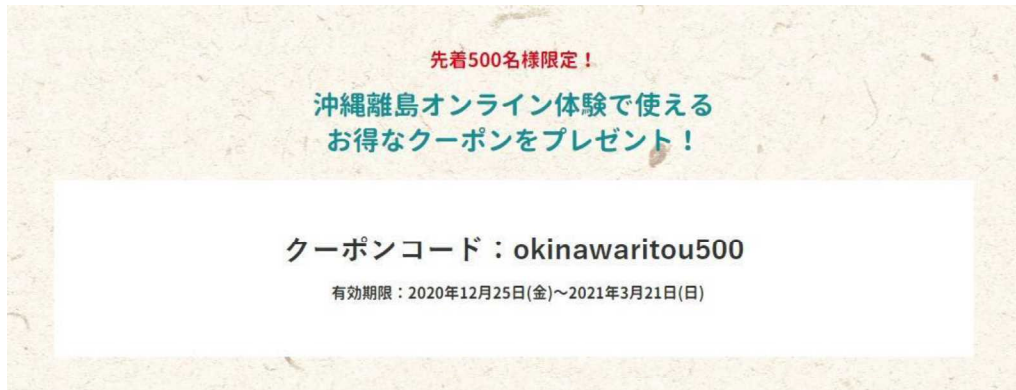 先着500名様限定！
沖縄離島オンライン体験で使える
お得なクーポンをプレゼント！
クーポンコード：okinawaritou500
有効期限：2020年12月25日(金)〜2021年3月21日(日)